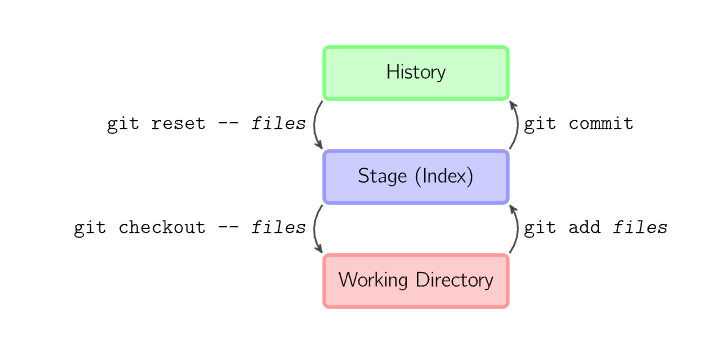 History
git reset -- files
git commit
Stage (Index)
git checkout -- files
git add files
Working Directory